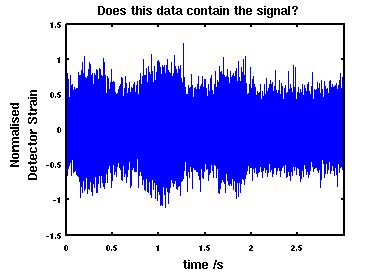 Does this data contain the signal?
1.5
1
0.5
0
-0.5
-1
-1.5
Normalised
Detector Strain
0 0.5 1 1.5 2 2.5
time /s